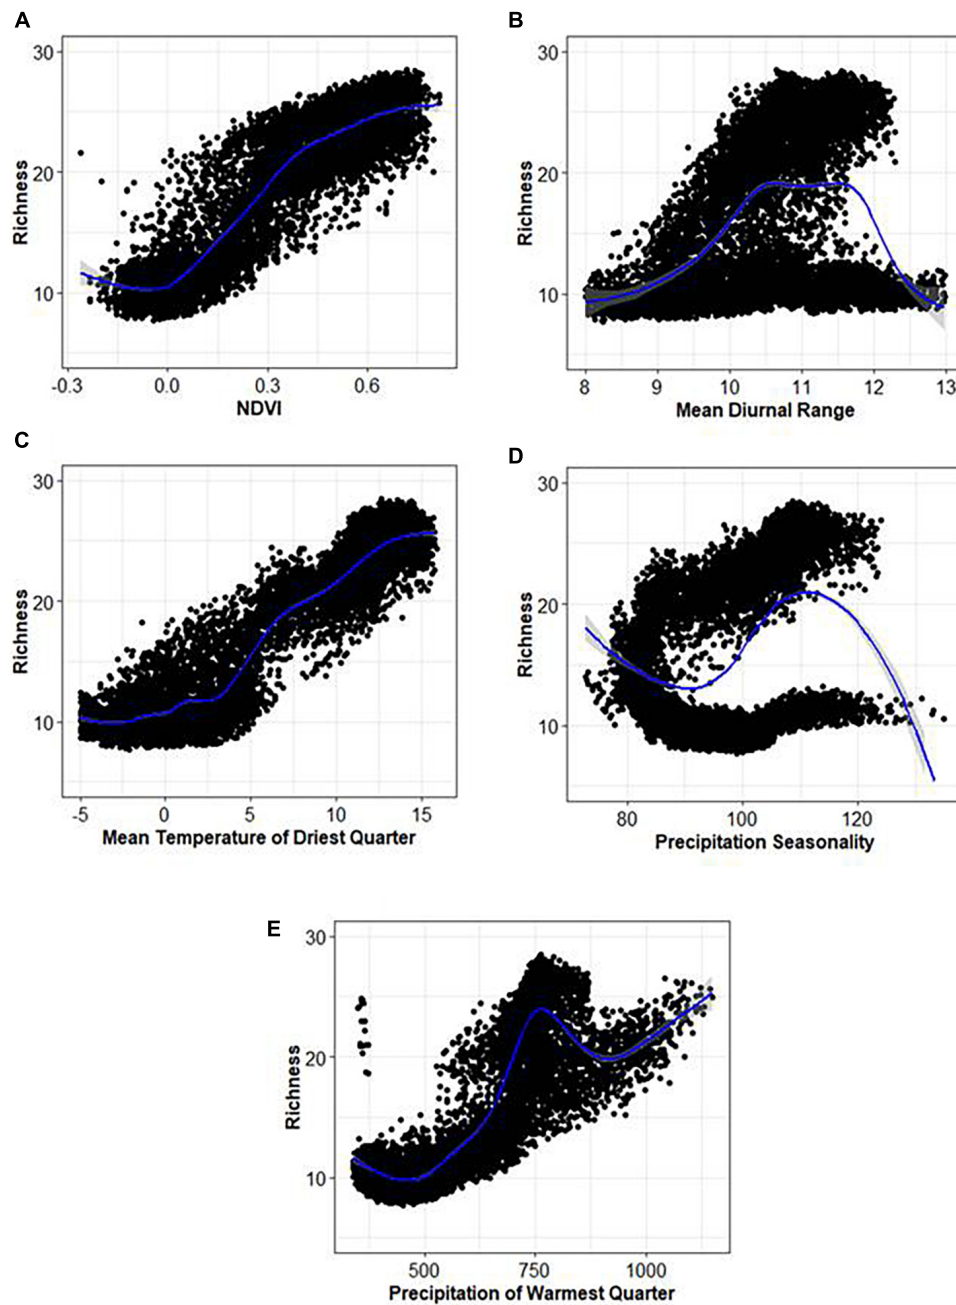 A
30
20
10
Richness
-0.3 0.0 0.3 0.6
NDVI
B
30
20
10
Richness
8 9 10 11 12 13
Mean Diurnal Range
C
30
20
10
Richness
-5 0 5 10 15
Mean Temperature of Driest Quarter
D
30
20
10
Richness
80 100 120
Precipitation Seasonality
E
30
20
10
Richness
500 750 1000
Precipitation of Warmest Quarter